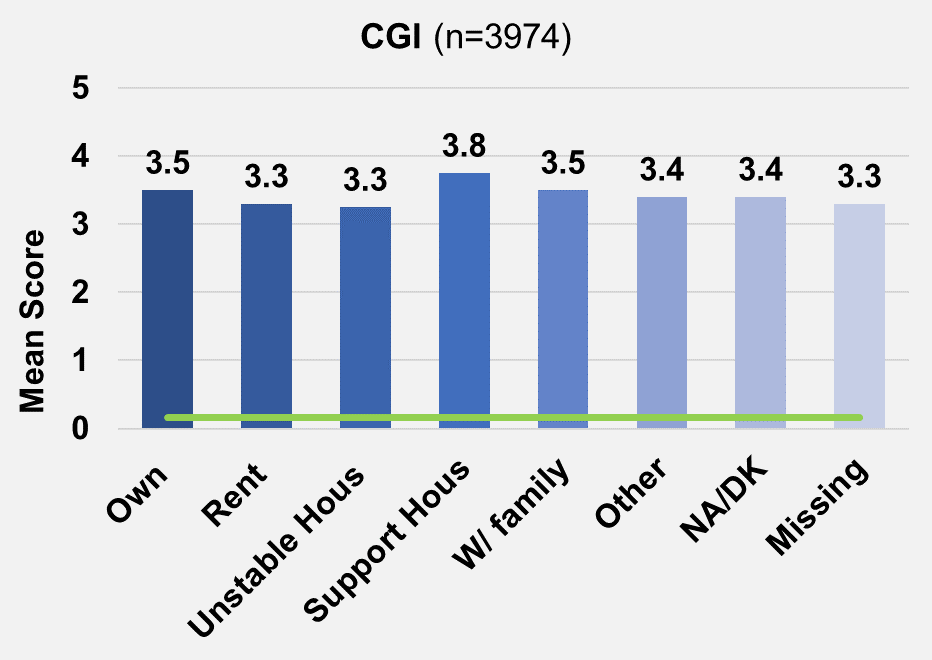 CGI (n=3974)
5
4
3
2
1
0
Mean Score
3.5
3.3
3.3
3.8
3.5
3.4
3.4
3.3
Own
Rent
Unstable Hous
Support Hous
W/ family
Other
NA/DK
Missing